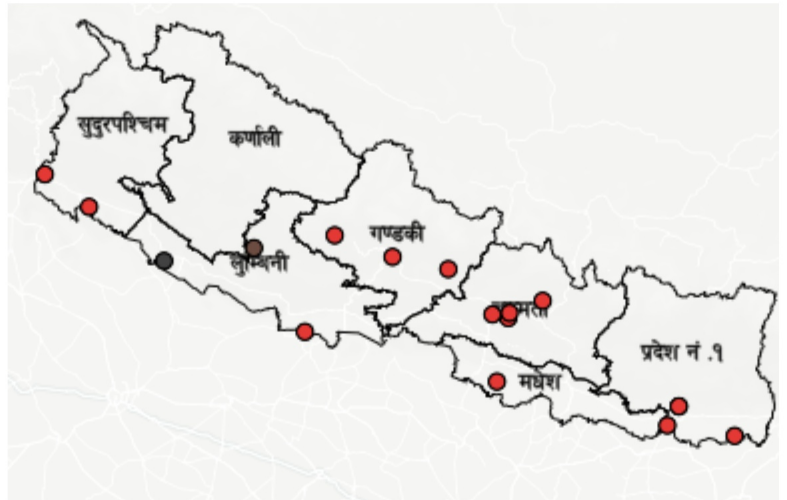 सुदुरपश्चिम
कर्णाली
गण्डकी
लुम्बिनी
प्रदेश नं .१
मधेश